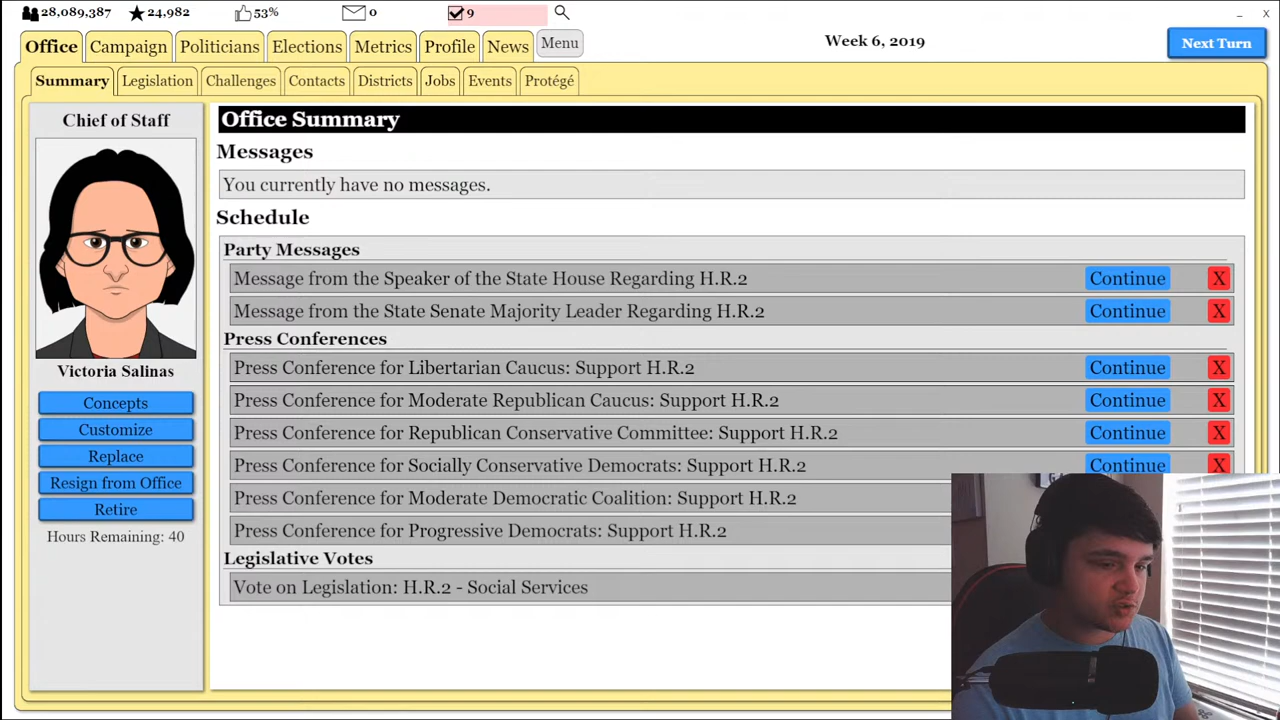 28,089,387 24,982 53% 0 9
Office Campaign Politicians Elections Metrics Profile News Menu Week 6, 2019 Next Turn
Summary Legislation Challenges Contacts Districts Jobs Events Protégé
Chief of Staff
Victoria Salinas
Concepts
Customize
Replace
Resign from Office
Retire
Hours Remaining: 40
Office Summary
Messages
You currently have no messages.
Schedule
Party Messages
Message from the Speaker of the State House Regarding H.R.2 Continue X
Message from the State Senate Majority Leader Regarding H.R.2 Continue X
Press Conferences
Press Conference for Libertarian Caucus: Support H.R.2 Continue X
Press Conference for Moderate Republican Caucus: Support H.R.2 Continue X
Press Conference for Republican Conservative Committee: Support H.R.2 Continue X
Press Conference for Socially Conservative Democrats: Support H.R.2 Continue X
Press Conference for Moderate Democratic Coalition: Support H.R.2
Press Conference for Progressive Democrats: Support H.R.2
Legislative Votes
Vote on Legislation: H.R.2 - Social Services